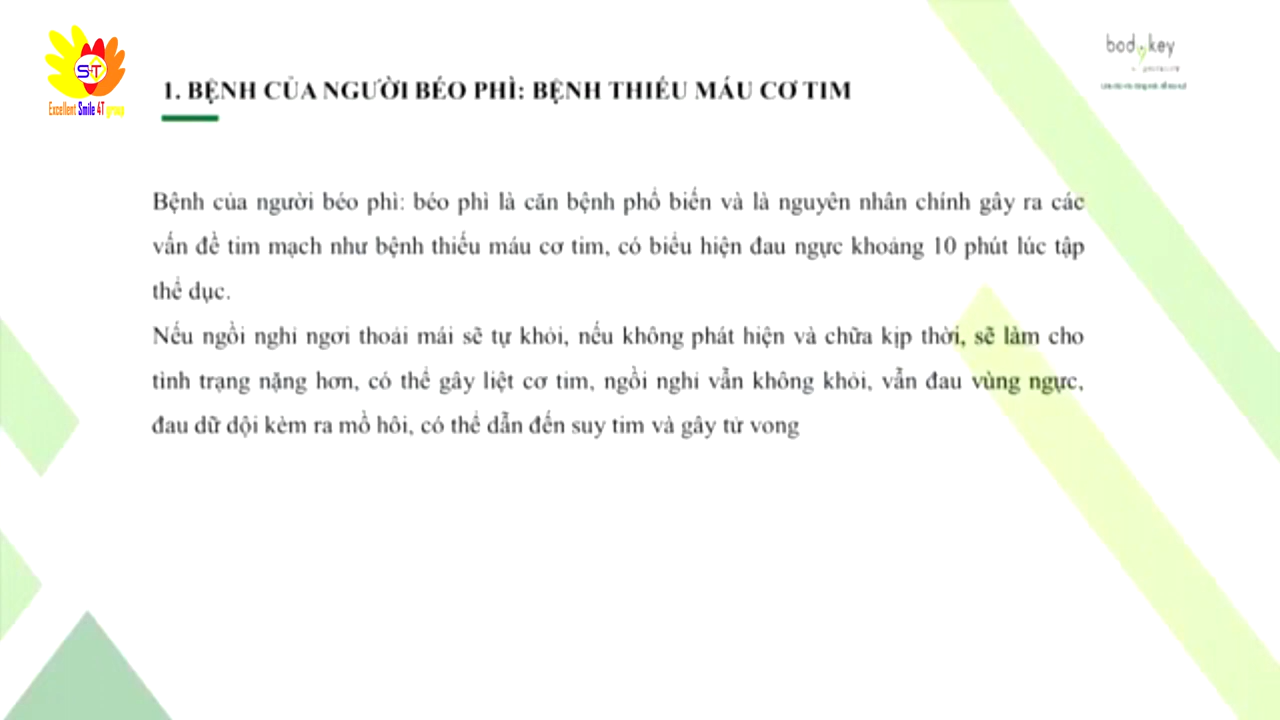 S4T
Excellent Smile 4T group
body key
1. BỆNH CỦA NGƯỜI BÉO PHÌ: BỆNH THIẾU MÁU CƠ TIM
Bệnh của người béo phì: béo phì là căn bệnh phổ biến và là nguyên nhân chính gây ra các
vấn đề tim mạch như bệnh thiếu máu cơ tim, có biểu hiện đau ngực khoảng 10 phút lúc tập
thể dục.
Nếu ngồi nghỉ ngơi thoải mái sẽ tự khỏi, nếu không phát hiện và chữa kịp thời, sẽ làm cho
tình trạng nặng hơn, có thể gây liệt cơ tim, ngồi nghỉ vẫn không khỏi, vẫn đau vùng ngực,
đau dữ dội kèm ra mồ hôi, có thể dẫn đến suy tim và gây tử vong